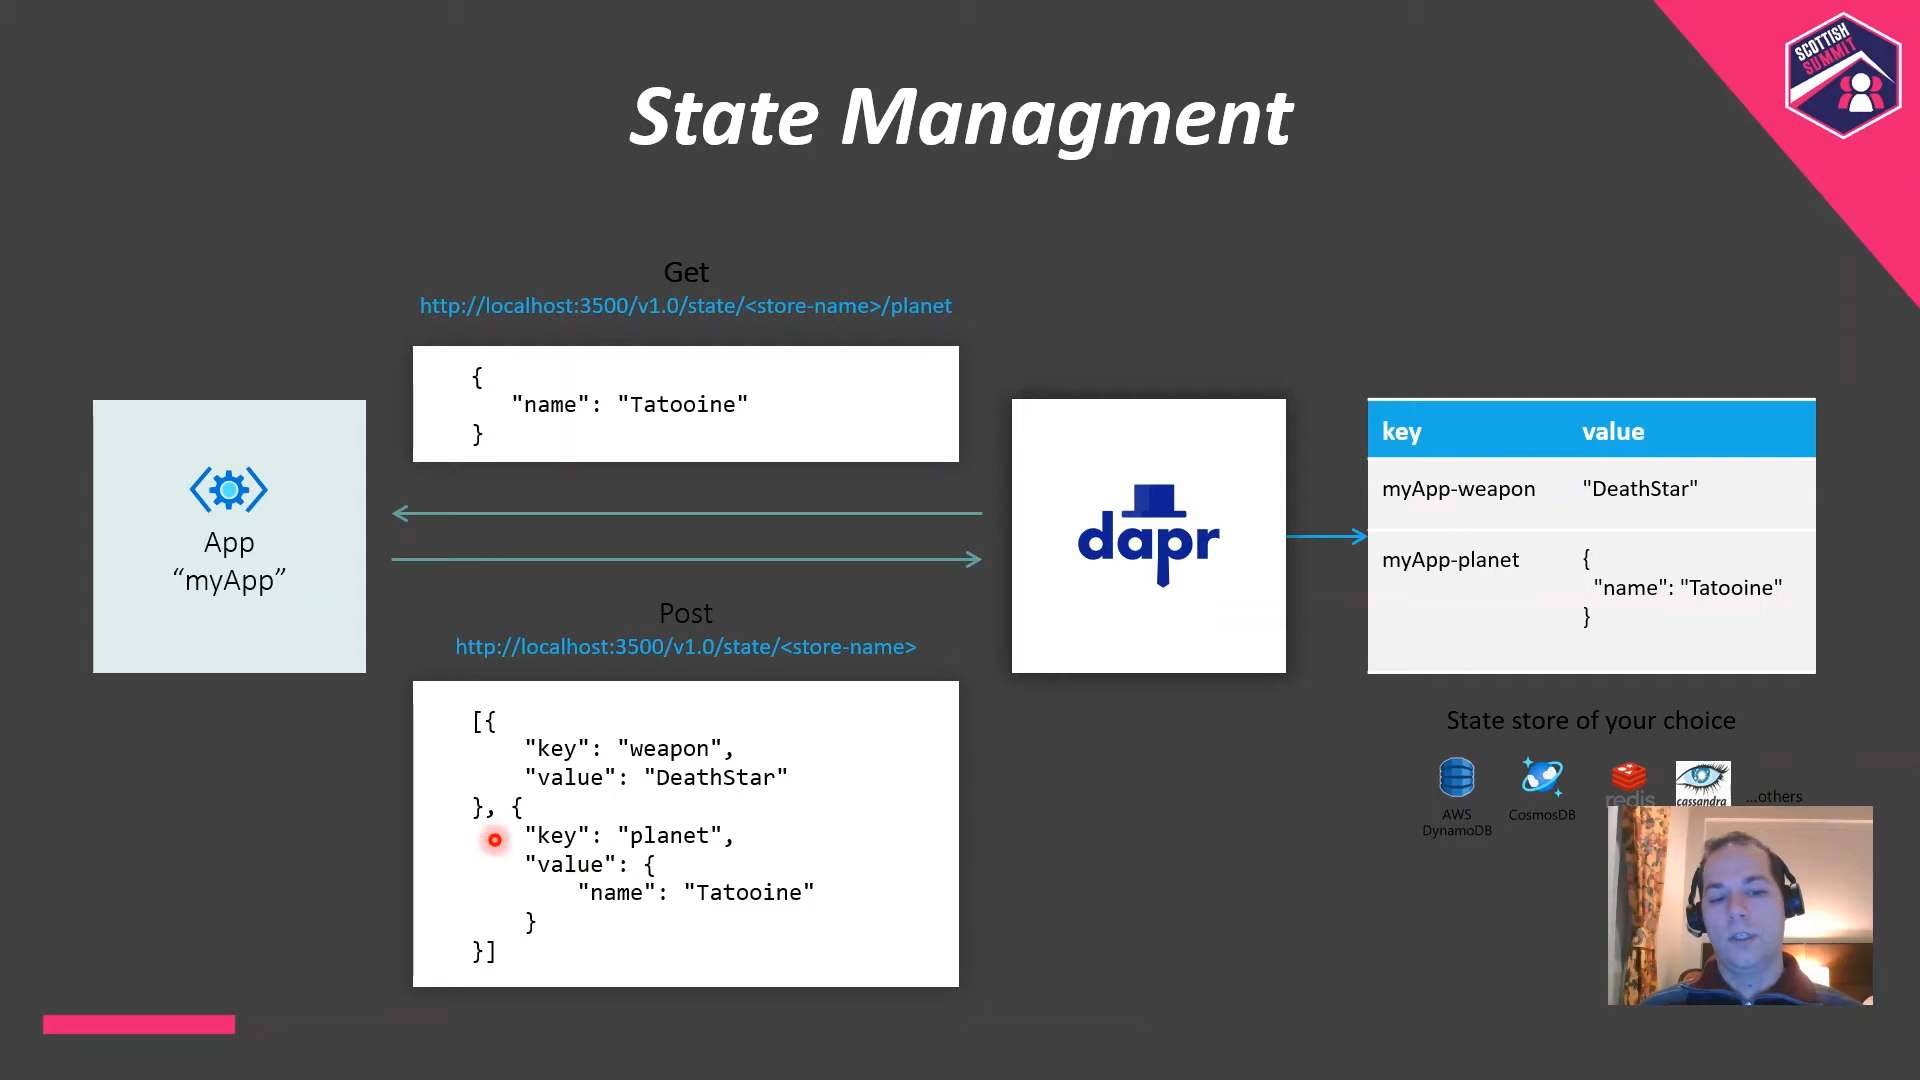 SCOTTISH
SUMMIT
State Managment
Get
http://localhost:3500/v1.0/state/<store-name>/planet
{
"name": "Tatooine"
}
App
“myApp”
dapr
Post
http://localhost:3500/v1.0/state/<store-name>
[{
"key": "weapon",
"value": "DeathStar"
}, {
"key": "planet",
"value": {
"name": "Tatooine"
}
}]
key value
myApp-weapon "DeathStar"
myApp-planet {
"name": "Tatooine"
}
State store of your choice
AWS
DynamoDB
CosmosDB
redis
cassandra
...others